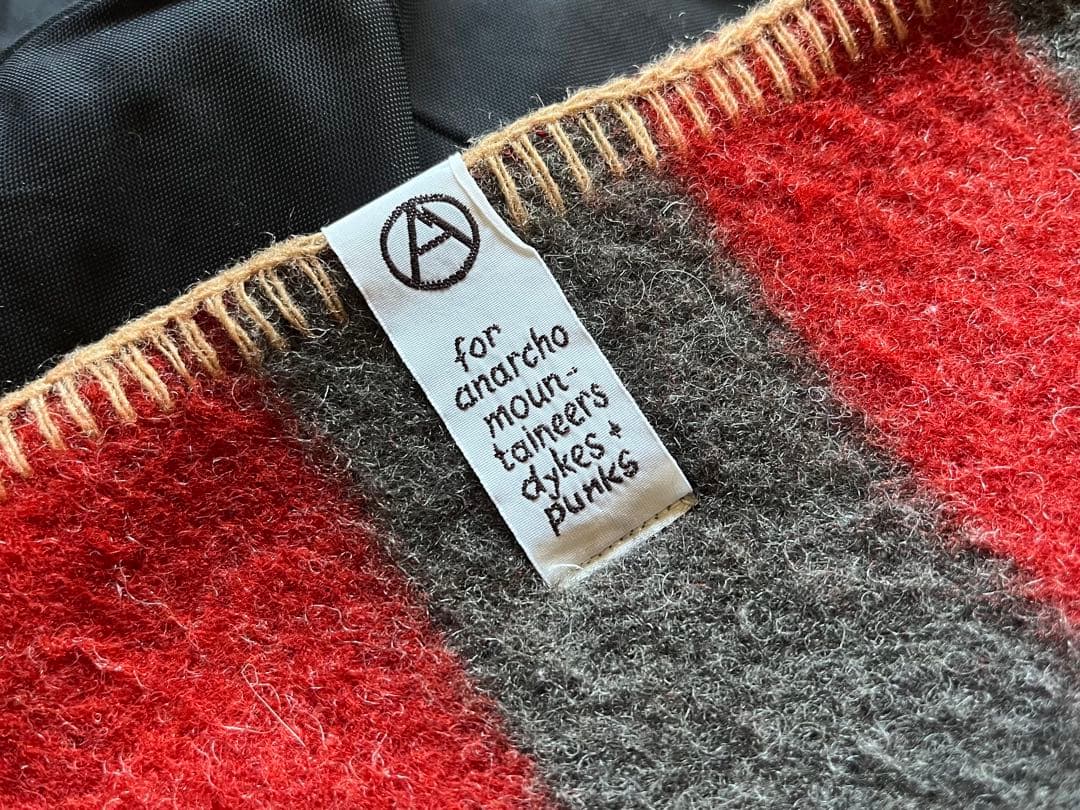 for
anarcho
moun-
taineers
dykes +
punks